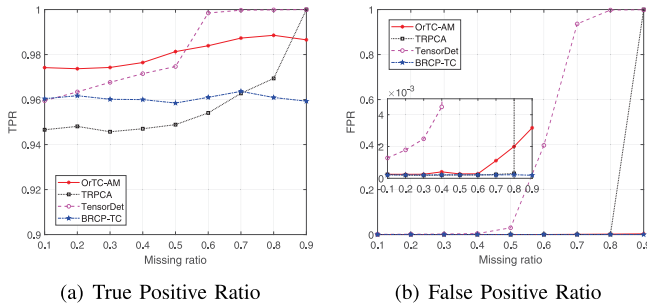 1
0.98
0.96
0.94
0.92
0.9
TPR
OrTC-AM
TRPCA
TensorDet
BRCP-TC
0.1 0.2 0.3 0.4 0.5 0.6 0.7 0.8 0.9
Missing ratio
(a) True Positive Ratio
1
0.8
0.6
0.4
0.2
0
FPR
OrTC-AM
TRPCA
TensorDet
BRCP-TC
×10⁻³
4
2
0
0.1 0.2 0.3 0.4 0.5 0.6 0.7 0.8 0.9
0.1 0.2 0.3 0.4 0.5 0.6 0.7 0.8 0.9
Missing ratio
(b) False Positive Ratio